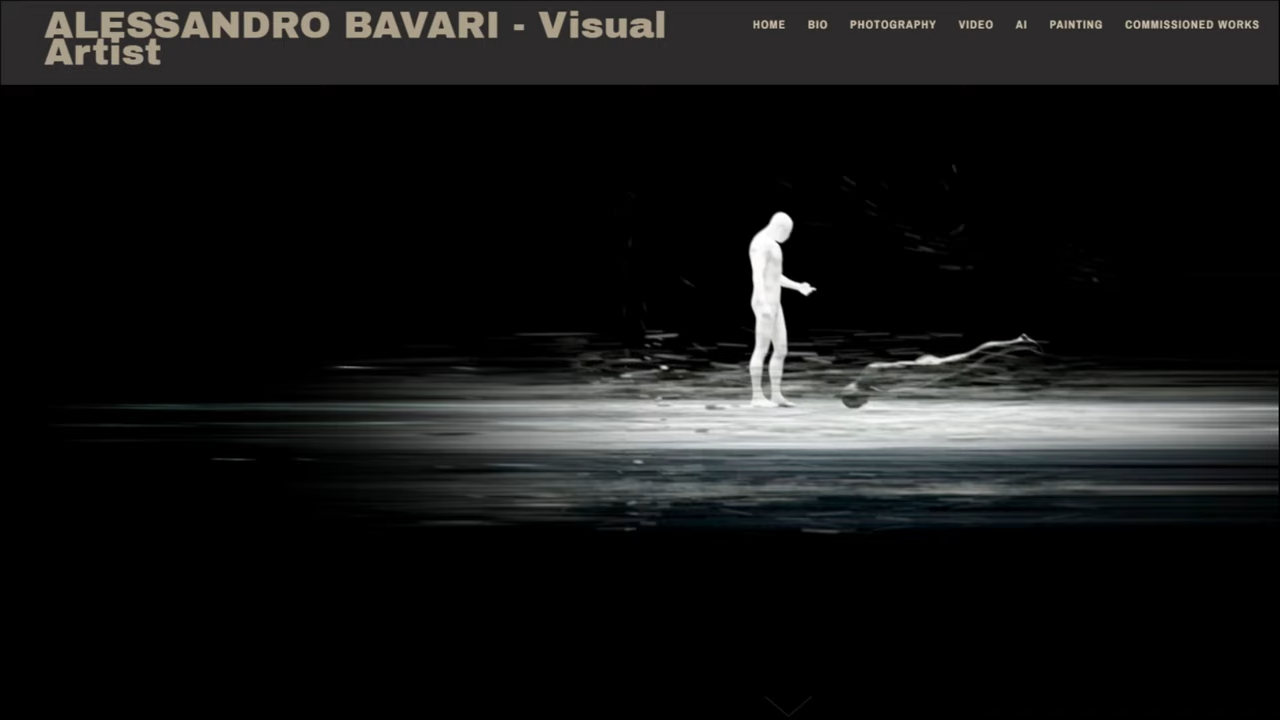 ALESSANDRO BAVARI - Visual
Artist
HOME BIO PHOTOGRAPHY VIDEO AI PAINTING COMMISSIONED WORKS